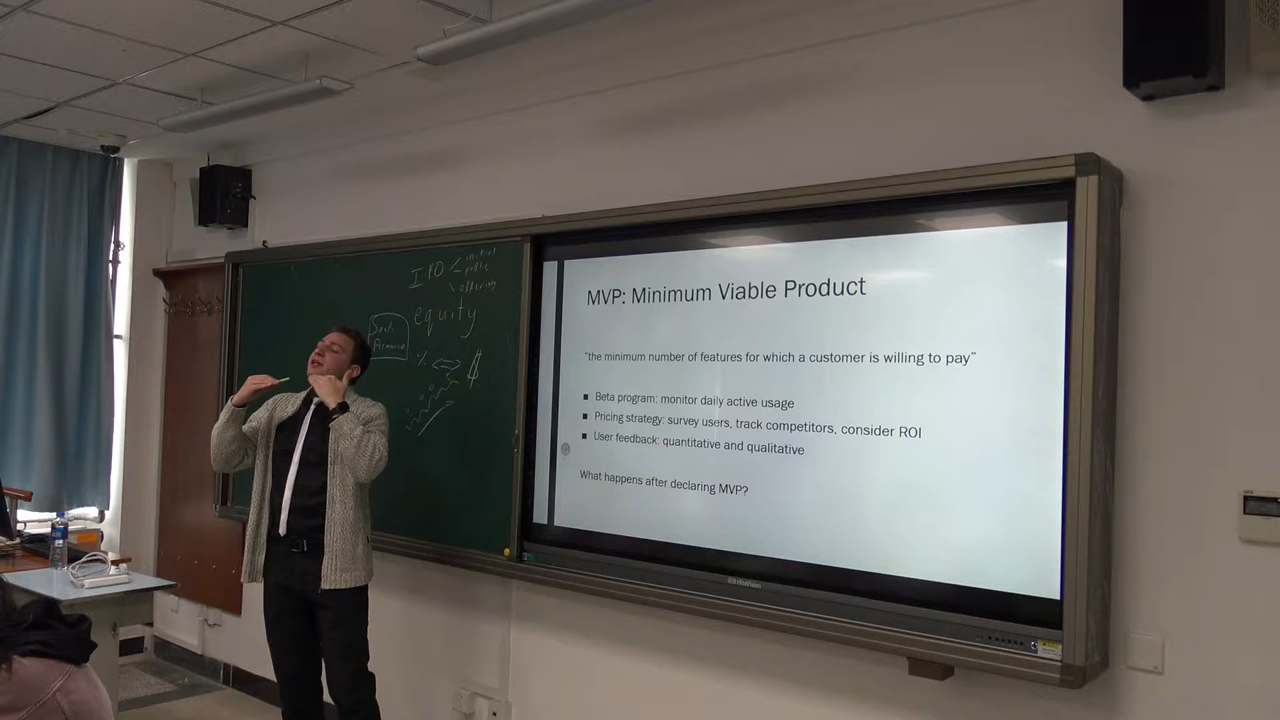 IPO
initial
public
offering
equity
% $
MVP: Minimum Viable Product
"the minimum number of features for which a customer is willing to pay"
▪ Beta program: monitor daily active usage
▪ Pricing strategy: survey users, track competitors, consider ROI
▪ User feedback: quantitative and qualitative
What happens after declaring MVP?